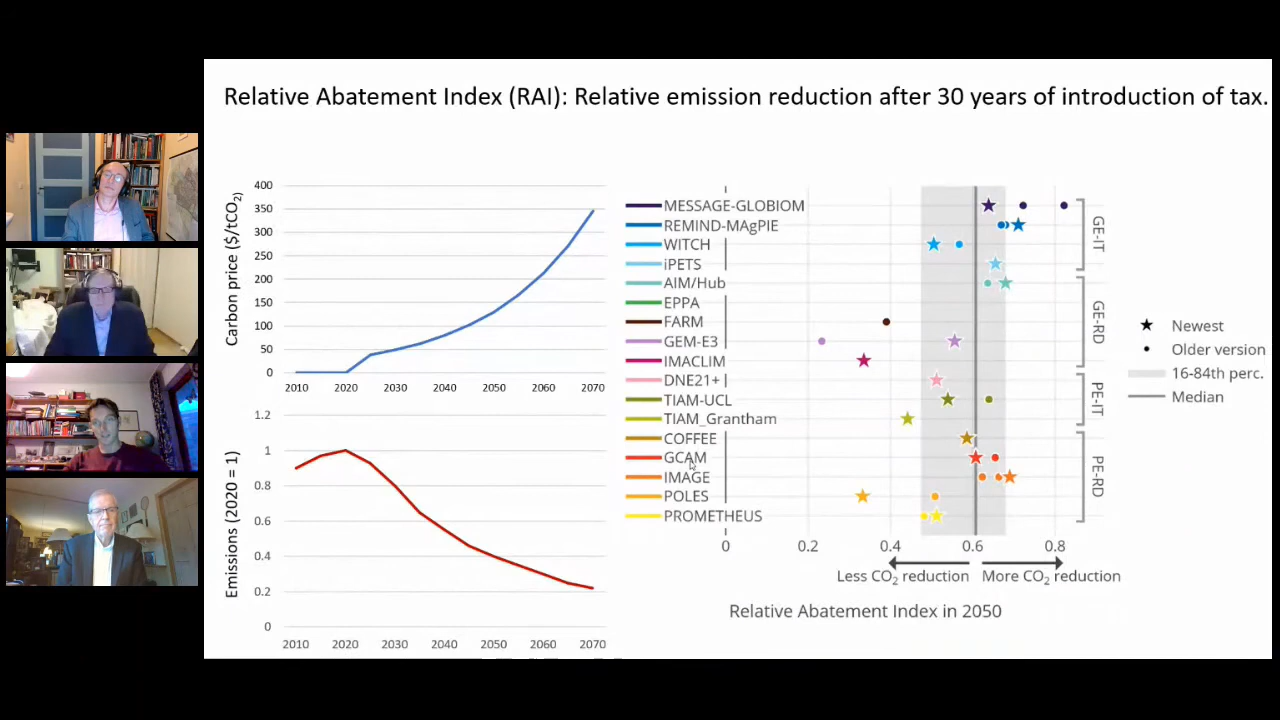 Relative Abatement Index (RAI): Relative emission reduction after 30 years of introduction of tax.
Carbon price ($/tCO2)
400
350
300
250
200
150
100
50
0
2010 2020 2030 2040 2050 2060 2070
Emissions (2020 = 1)
1.2
1
0.8
0.6
0.4
0.2
0
2010 2020 2030 2040 2050 2060 2070
MESSAGE-GLOBIOM
REMIND-MAgPIE
WITCH
iPETS
AIM/Hub
EPPA
FARM
GEM-E3
IMACLIM
DNE21+
TIAM-UCL
TIAM_Grantham
COFFEE
GCAM
IMAGE
POLES
PROMETHEUS
GE-IT
GE-RD
PE-IT
PE-RD
0 0.2 0.4 0.6 0.8
Less CO2 reduction More CO2 reduction
Relative Abatement Index in 2050
Newest
Older version
16-84th perc.
Median